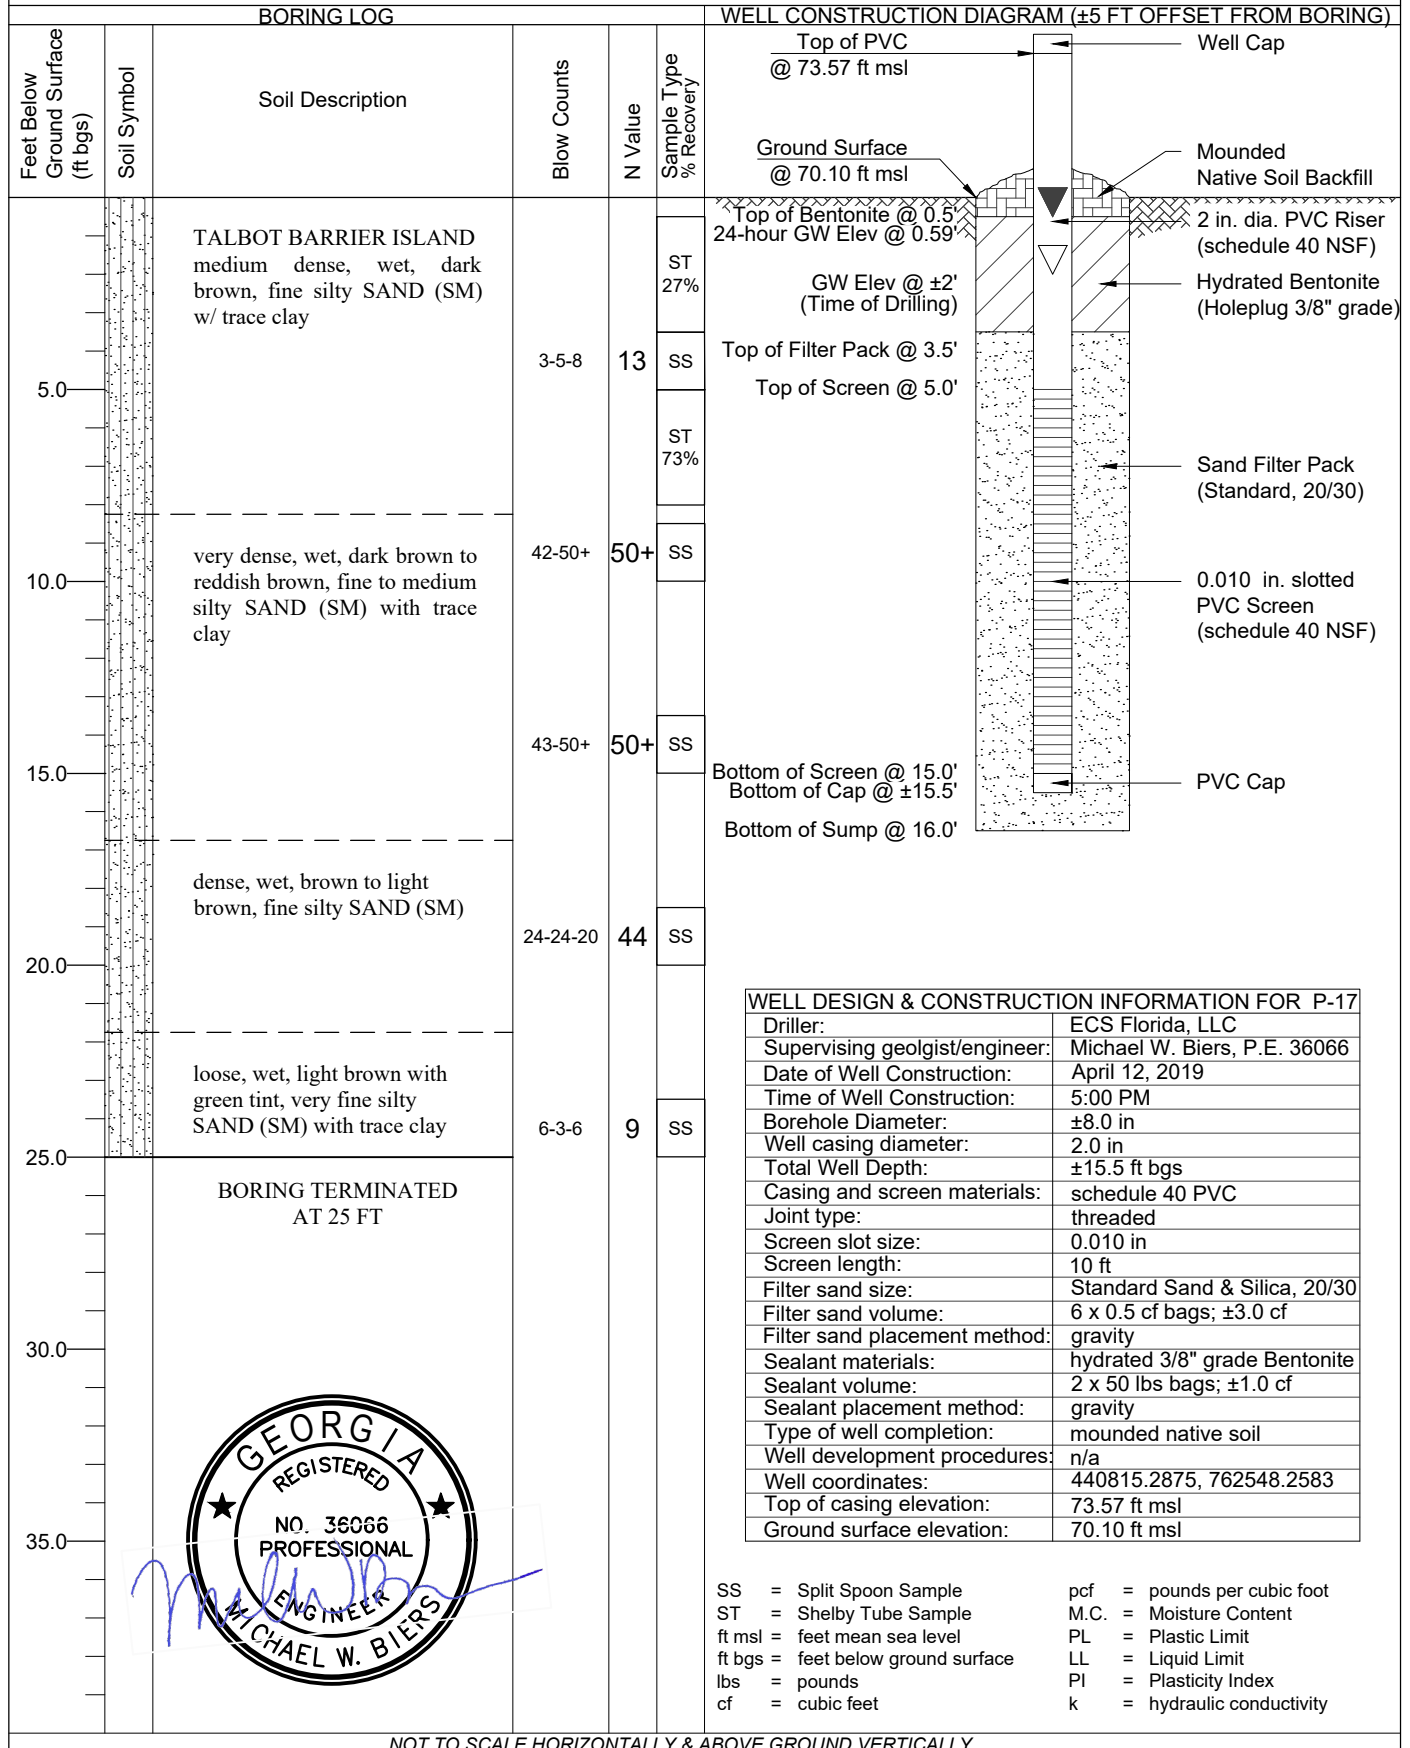 BORING LOG
WELL CONSTRUCTION DIAGRAM (±5 FT OFFSET FROM BORING)
Feet Below
Ground Surface
(ft bgs)
Soil Symbol
Soil Description
Blow Counts
N Value
Sample Type
% Recovery
5.0
10.0
15.0
20.0
25.0
30.0
35.0
TALBOT BARRIER ISLAND
medium dense, wet, dark
brown, fine silty SAND (SM)
w/ trace clay
very dense, wet, dark brown to
reddish brown, fine to medium
silty SAND (SM) with trace
clay
dense, wet, brown to light
brown, fine silty SAND (SM)
loose, wet, light brown with
green tint, very fine silty
SAND (SM) with trace clay
BORING TERMINATED
AT 25 FT
ST
27%
3-5-8 13 SS
ST
73%
42-50+ 50+ SS
43-50+ 50+ SS
24-24-20 44 SS
6-3-6 9 SS
Top of PVC
@ 73.57 ft msl
Ground Surface
@ 70.10 ft msl
Top of Bentonite @ 0.5'
24-hour GW Elev @ 0.59'
GW Elev @ ±2'
(Time of Drilling)
Top of Filter Pack @ 3.5'
Top of Screen @ 5.0'
Bottom of Screen @ 15.0'
Bottom of Cap @ ±15.5'
Bottom of Sump @ 16.0'
Well Cap
Mounded
Native Soil Backfill
2 in. dia. PVC Riser
(schedule 40 NSF)
Hydrated Bentonite
(Holeplug 3/8" grade)
Sand Filter Pack
(Standard, 20/30)
0.010 in. slotted
PVC Screen
(schedule 40 NSF)
PVC Cap
WELL DESIGN & CONSTRUCTION INFORMATION FOR P-17
Driller: ECS Florida, LLC
Supervising geolgist/engineer: Michael W. Biers, P.E. 36066
Date of Well Construction: April 12, 2019
Time of Well Construction: 5:00 PM
Borehole Diameter: ±8.0 in
Well casing diameter: 2.0 in
Total Well Depth: ±15.5 ft bgs
Casing and screen materials: schedule 40 PVC
Joint type: threaded
Screen slot size: 0.010 in
Screen length: 10 ft
Filter sand size: Standard Sand & Silica, 20/30
Filter sand volume: 6 x 0.5 cf bags; ±3.0 cf
Filter sand placement method: gravity
Sealant materials: hydrated 3/8" grade Bentonite
Sealant volume: 2 x 50 lbs bags; ±1.0 cf
Sealant placement method: gravity
Type of well completion: mounded native soil
Well development procedures: n/a
Well coordinates: 440815.2875, 762548.2583
Top of casing elevation: 73.57 ft msl
Ground surface elevation: 70.10 ft msl
GEORGIA
REGISTERED
NO. 36066
PROFESSIONAL
ENGINEER
MICHAEL W. BIERS
SS = Split Spoon Sample
ST = Shelby Tube Sample
ft msl = feet mean sea level
ft bgs = feet below ground surface
lbs = pounds
cf = cubic feet
pcf = pounds per cubic foot
M.C. = Moisture Content
PL = Plastic Limit
LL = Liquid Limit
PI = Plasticity Index
k = hydraulic conductivity
NOT TO SCALE HORIZONTALLY & ABOVE GROUND VERTICALLY